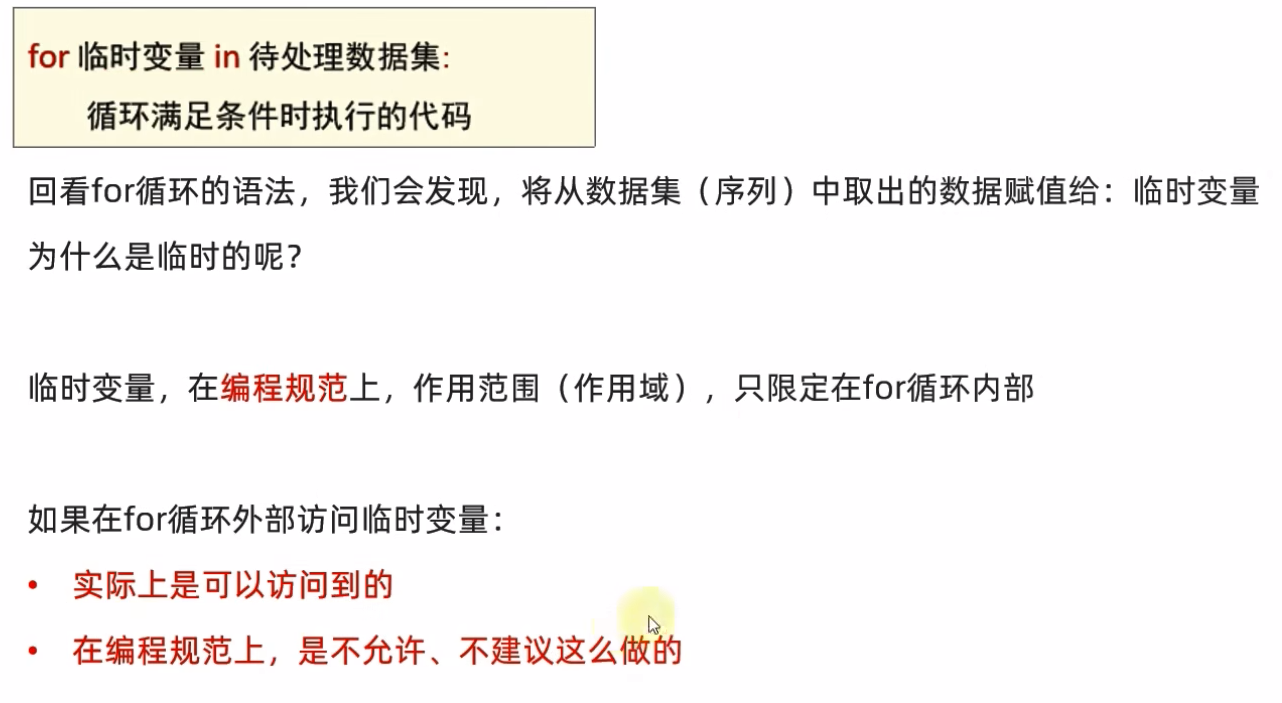 for 临时变量 in 待处理数据集:
循环满足条件时执行的代码
回看for循环的语法，我们会发现，将从数据集（序列）中取出的数据赋值给：临时变量
为什么是临时的呢？
临时变量，在编程规范上，作用范围（作用域），只限定在for循环内部
如果在for循环外部访问临时变量：
• 实际上是可以访问到的
• 在编程规范上，是不允许、不建议这么做的